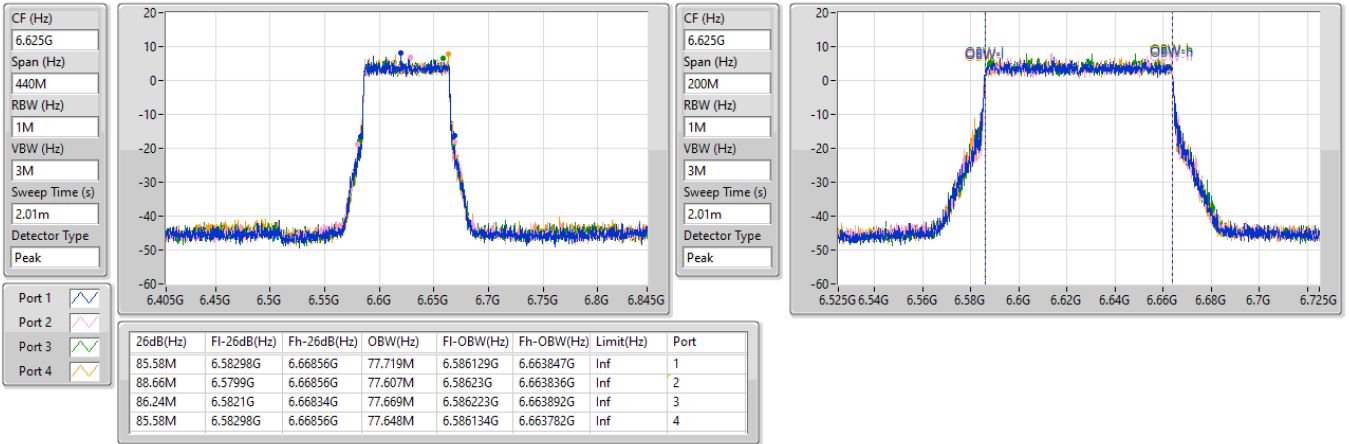 CF (Hz)
6.625G
Span (Hz)
440M
RBW (Hz)
1M
VBW (Hz)
3M
Sweep Time (s)
2.01m
Detector Type
Peak
20
10
0
-10
-20
-30
-40
-50
-60
6.405G 6.45G 6.5G 6.55G 6.6G 6.65G 6.7G 6.75G 6.8G 6.845G
CF (Hz)
6.625G
Span (Hz)
200M
RBW (Hz)
1M
VBW (Hz)
3M
Sweep Time (s)
2.01m
Detector Type
Peak
20
10
0
-10
-20
-30
-40
-50
-60
OBW-l OBW-h
6.525G 6.54G 6.56G 6.58G 6.6G 6.62G 6.64G 6.66G 6.68G 6.7G 6.725G
Port 1
Port 2
Port 3
Port 4
26dB(Hz) Fl-26dB(Hz) Fh-26dB(Hz) OBW(Hz) Fl-OBW(Hz) Fh-OBW(Hz) Limit(Hz) Port
85.58M 6.58298G 6.66856G 77.719M 6.586129G 6.663847G Inf 1
88.66M 6.5799G 6.66856G 77.607M 6.58623G 6.663836G Inf 2
86.24M 6.5821G 6.66834G 77.669M 6.586223G 6.663892G Inf 3
85.58M 6.58298G 6.66856G 77.648M 6.586134G 6.663782G Inf 4